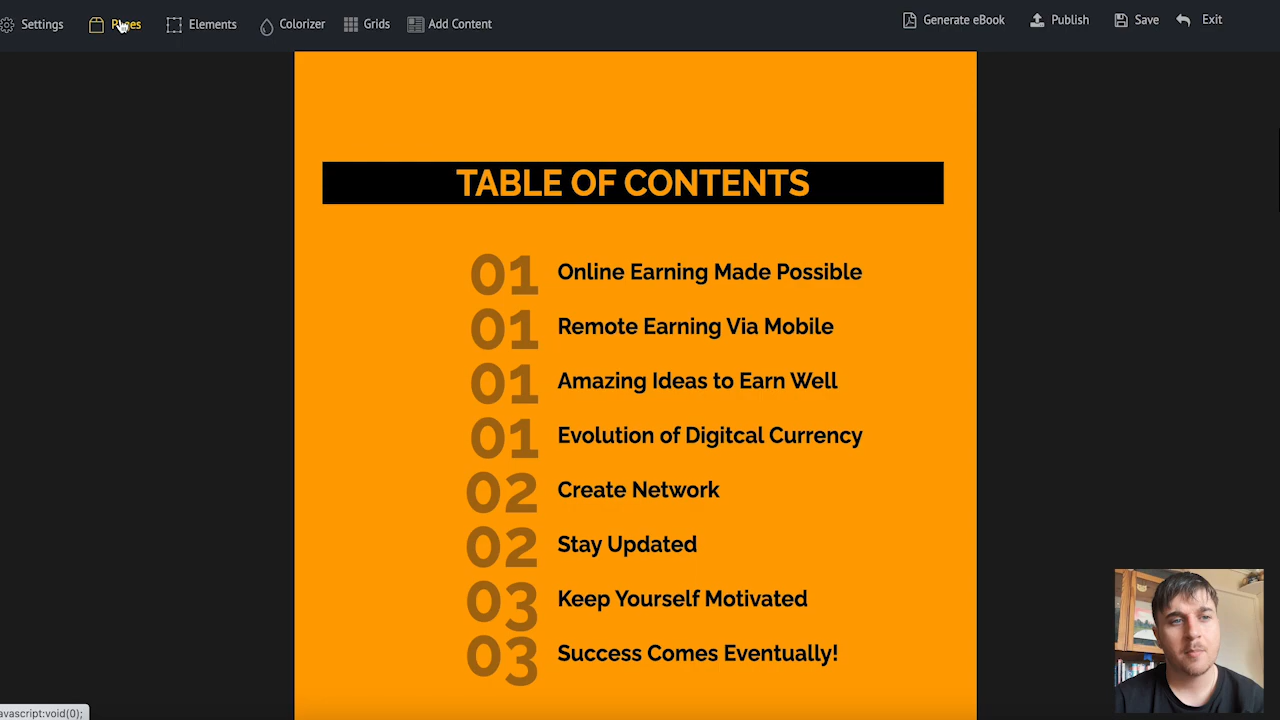 Settings
Pages
Elements
Colorizer
Grids
Add Content
Generate eBook
Publish
Save
Exit
TABLE OF CONTENTS
01 Online Earning Made Possible
01 Remote Earning Via Mobile
01 Amazing Ideas to Earn Well
01 Evolution of Digitcal Currency
02 Create Network
02 Stay Updated
03 Keep Yourself Motivated
03 Success Comes Eventually!
avascript:void(0);